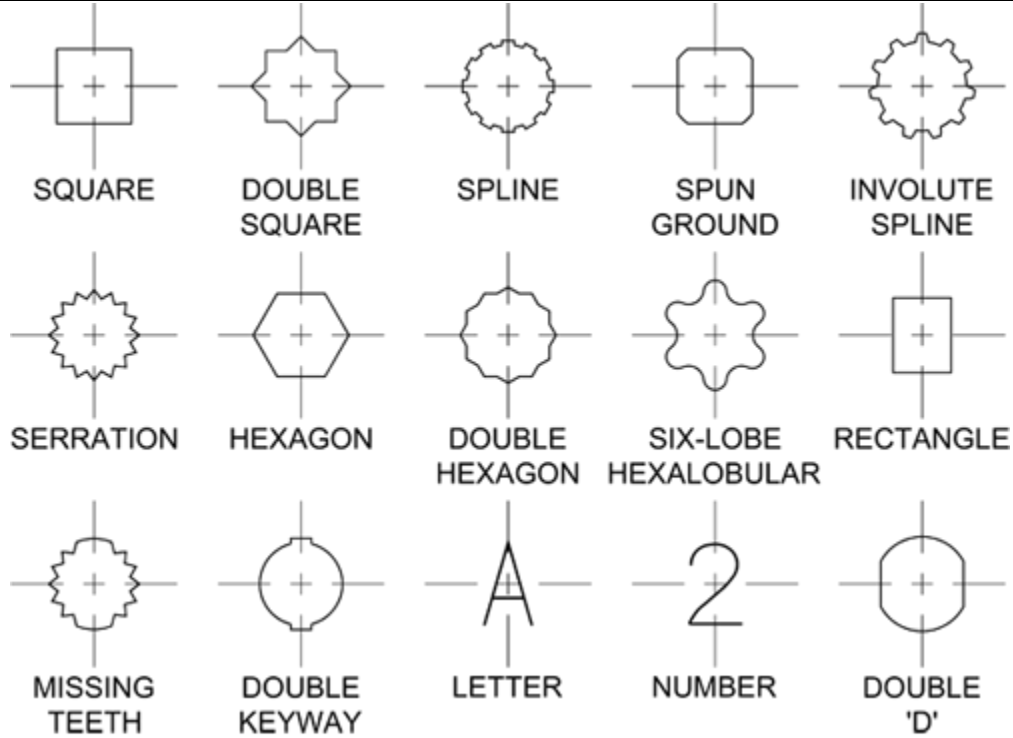 SQUARE
DOUBLE
SQUARE
SPLINE
SPUN
GROUND
INVOLUTE
SPLINE
SERRATION
HEXAGON
DOUBLE
HEXAGON
SIX-LOBE
HEXALOBULAR
RECTANGLE
A
2
MISSING
TEETH
DOUBLE
KEYWAY
LETTER
NUMBER
DOUBLE
'D'